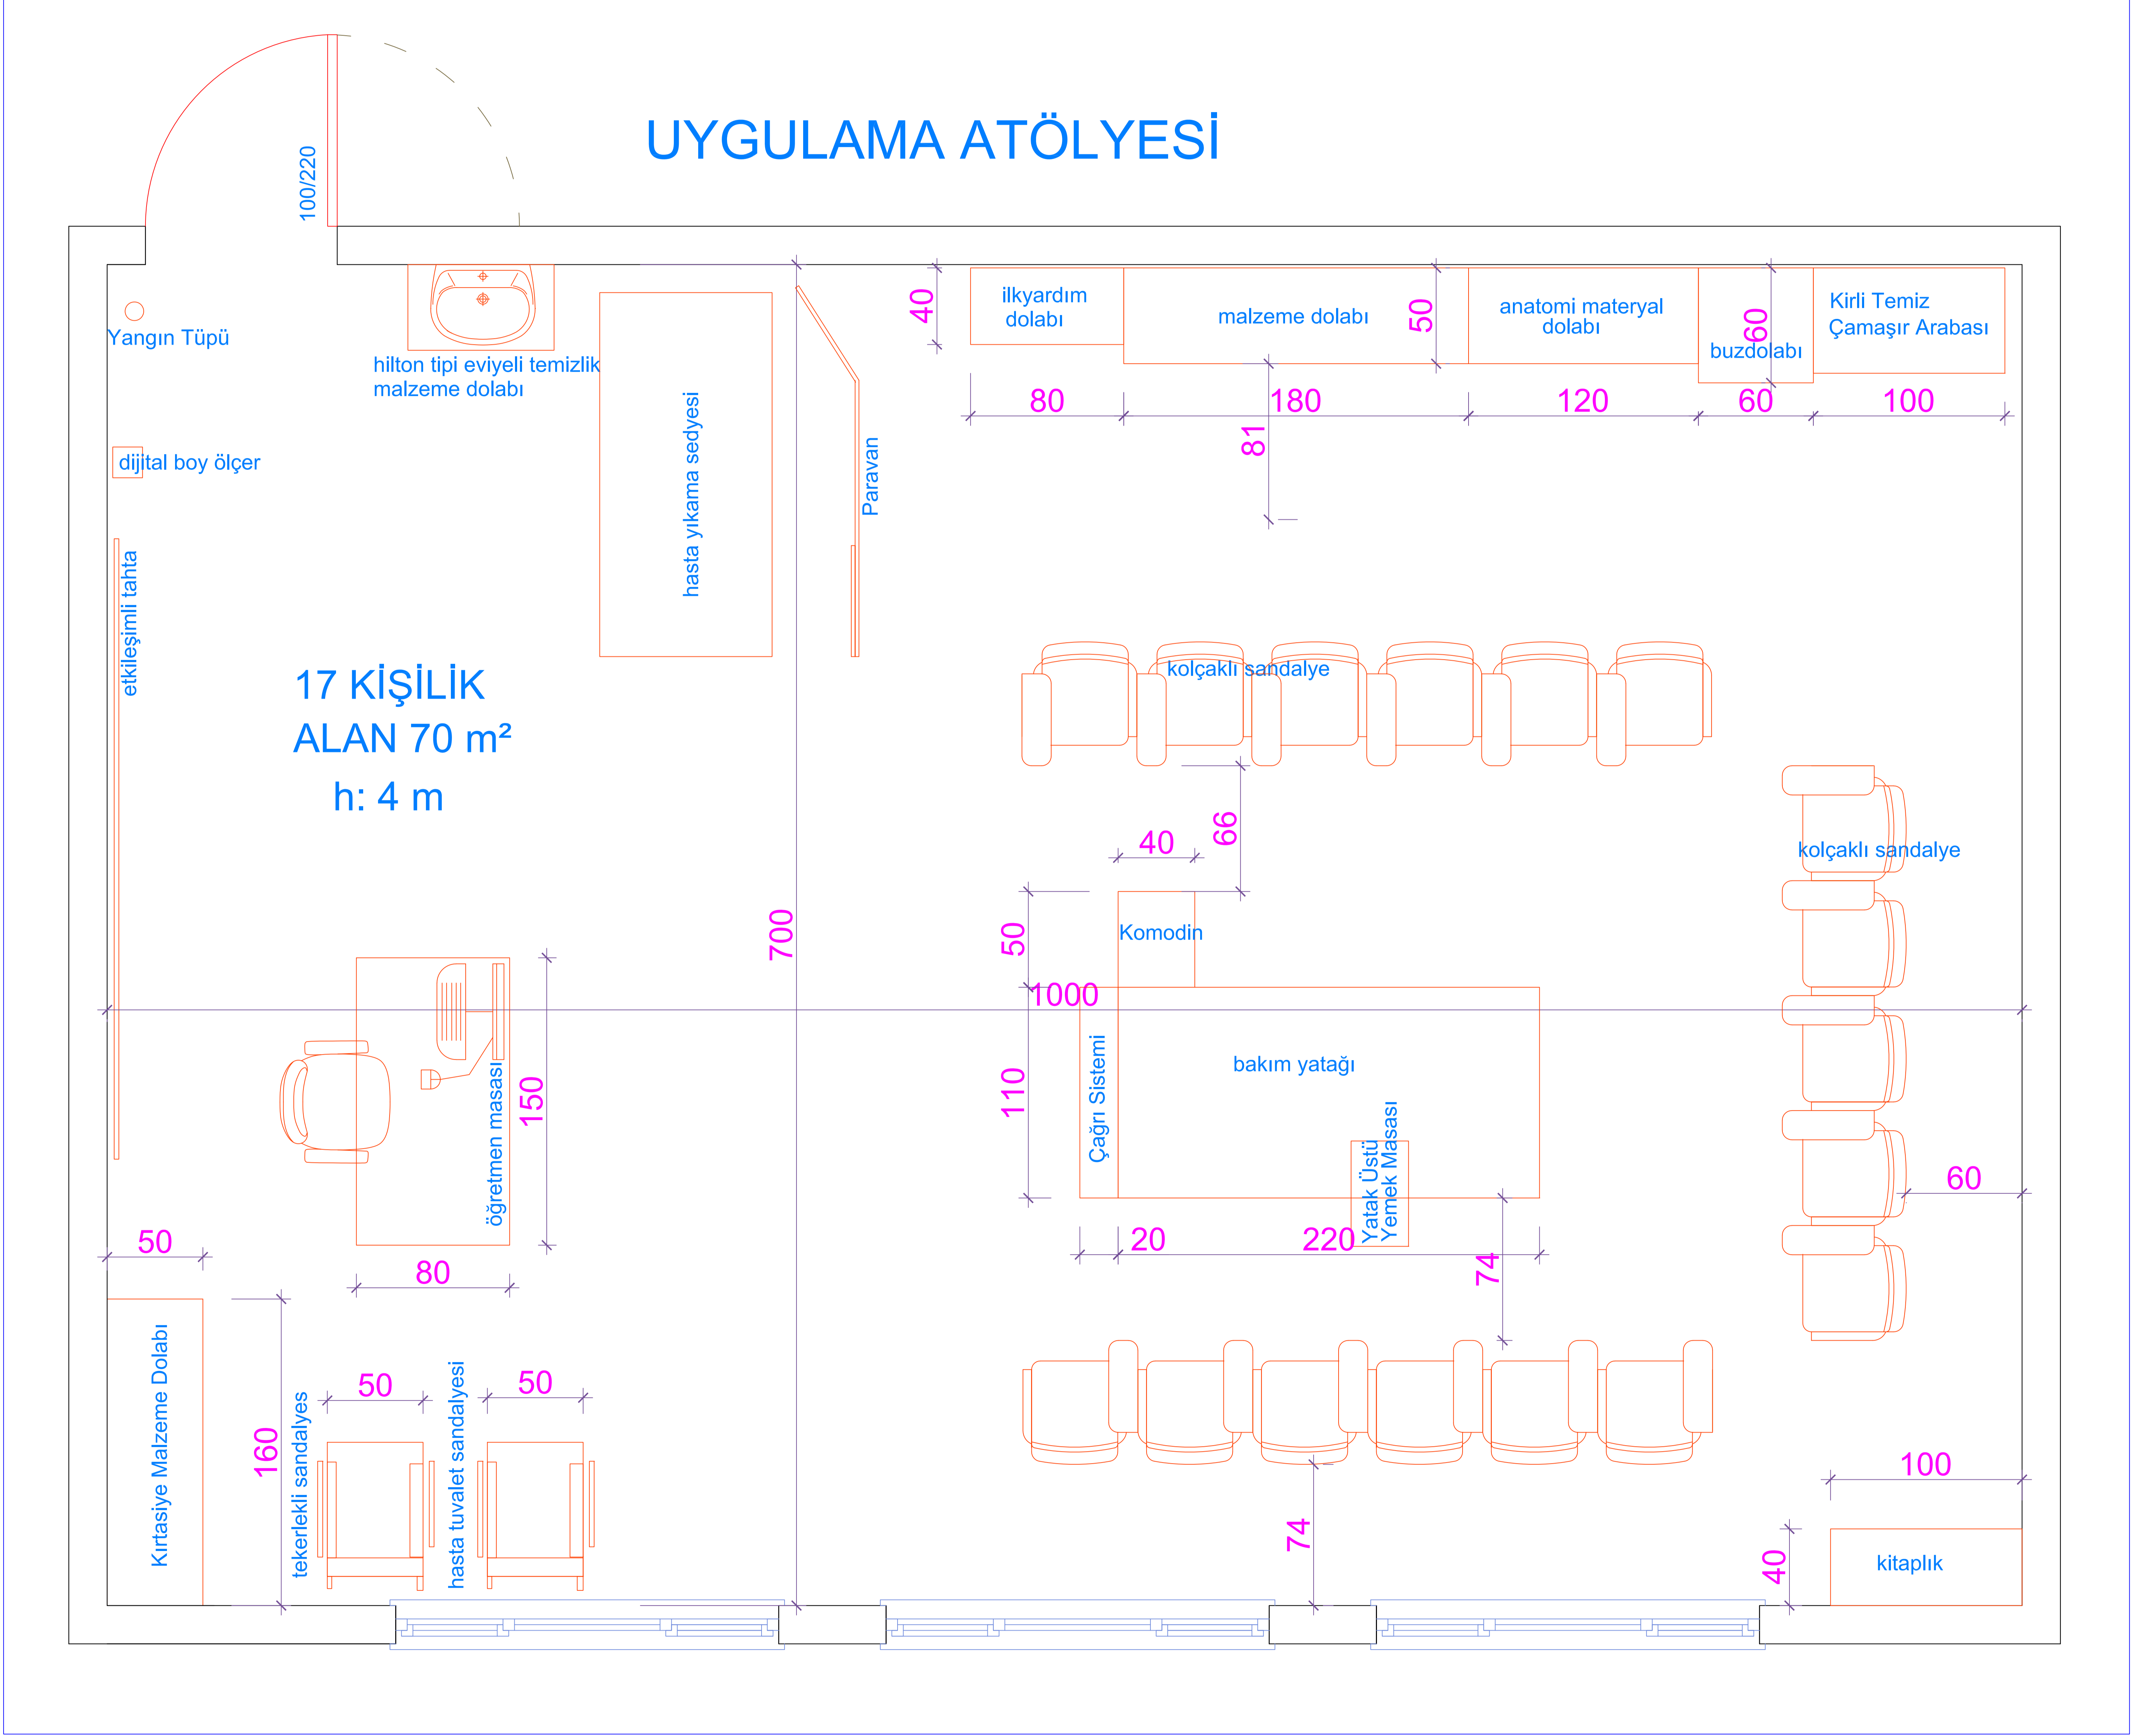 UYGULAMA ATÖLYESİ
100/220
Yangın Tüpü
hilton tipi eviyeli temizlik
malzeme dolabı
dijital boy ölçer
etkileşimli tahta
hasta yıkama sedyesi
Paravan
40
ilkyardım
dolabı
malzeme dolabı
50
anatomi materyal
dolabı
60
buzdolabı
Kirli Temiz
Çamaşır Arabası
80
180
120
60
100
81
17 KİŞİLİK
ALAN 70 m²
h: 4 m
kolçaklı sandalye
66
40
kolçaklı sandalye
700
50
Komodin
1000
110
Çağrı Sistemi
bakım yatağı
Yatak Üstü
Yemek Masası
öğretmen masası
150
60
50
80
20
220
74
Kırtasiye Malzeme Dolabı
160
tekerlekli sandalyes
50
hasta tuvalet sandalyesi
50
74
100
40
kitaplık